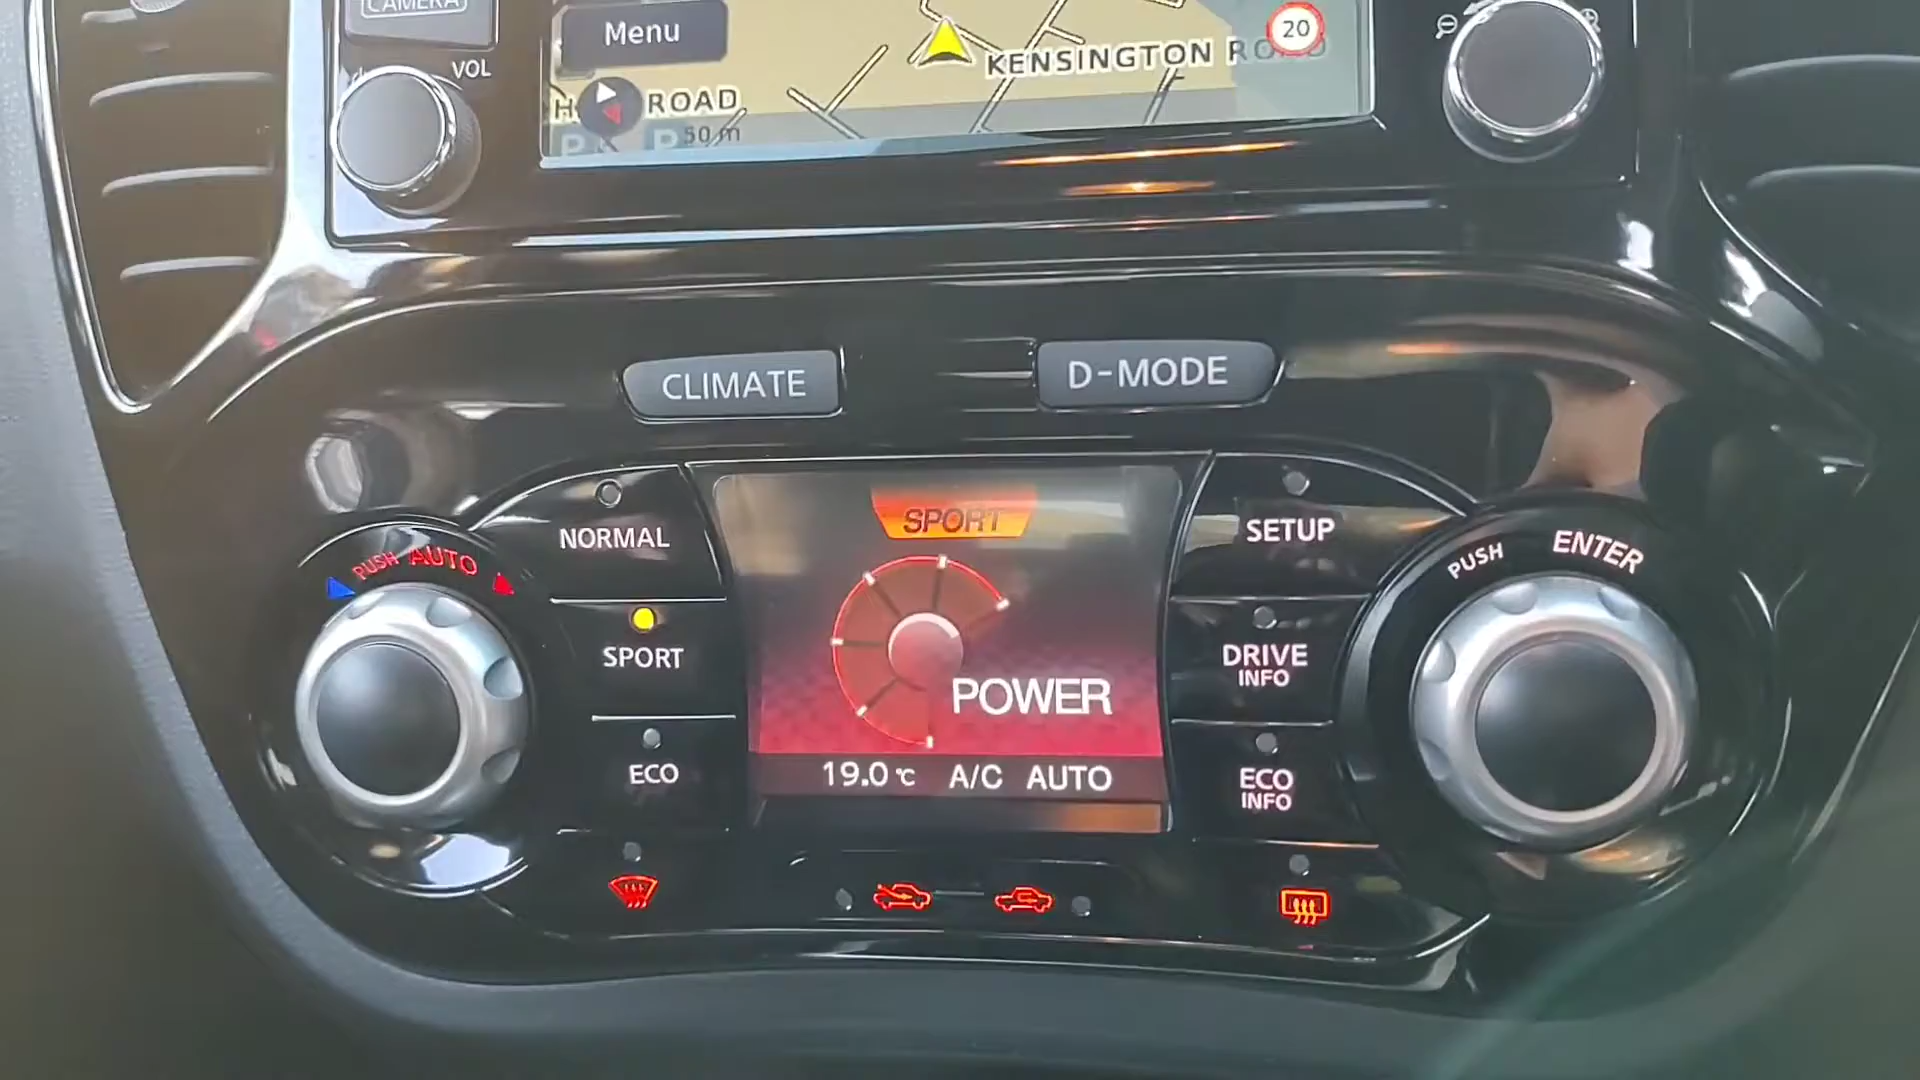 CAMERA
VOL
Menu
20
KENSINGTON ROAD
ROAD
50 m
CLIMATE
D-MODE
NORMAL
SPORT
SETUP
PUSH AUTO
PUSH ENTER
SPORT
DRIVE
INFO
POWER
ECO
19.0 °C A/C AUTO
ECO
INFO